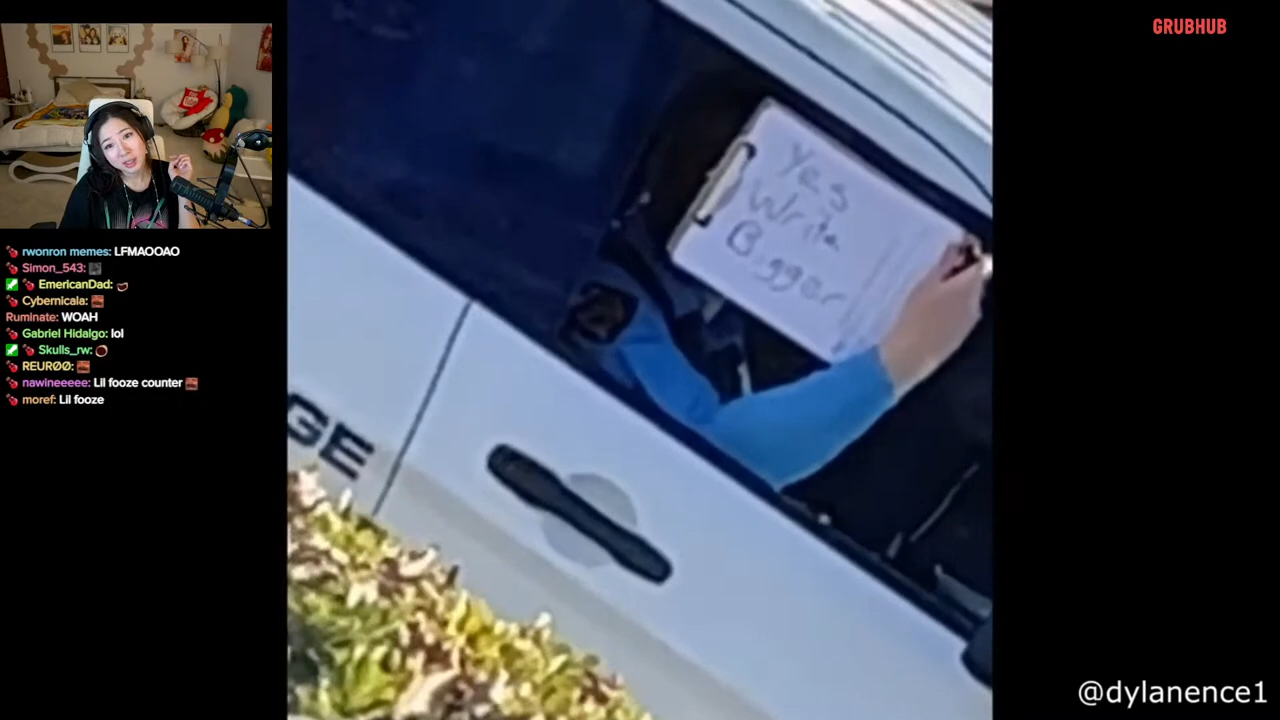 GRUBHUB
rwonron memes: LFMAOOAO
Simon_543:
EmericanDad:
Cybernicala:
Ruminate: WOAH
Gabriel Hidalgo: lol
Skulls_rw:
REURØØ:
nawineeeee: Lil fooze counter
moref: Lil fooze
Yes
Write
Bigger
GE
@dylanence1